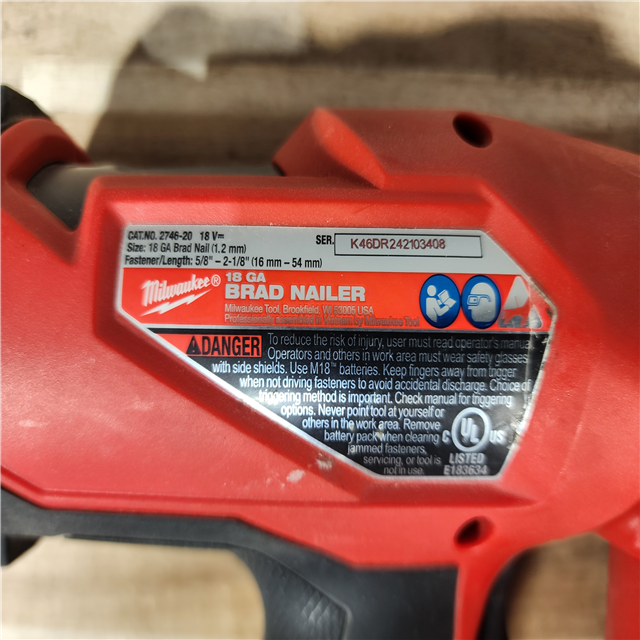 CAT.NO. 2746-20 18 V⎓
SER. K46DR242103408
Size: 18 GA Brad Nail (1.2 mm)
Fastener/Length: 5/8" – 2-1/8" (16 mm – 54 mm)
Milwaukee®
18 GA
BRAD NAILER
Milwaukee Tool, Brookfield, WI 53005 USA
by Milwaukee Tool
DANGER
To reduce the risk of injury, user must read operator's manual.
Operators and others in work area must wear safety glasses
with side shields. Use M18™ batteries. Keep fingers away from trigger
when not driving fasteners to avoid accidental discharge. Choice of
triggering method is important. Check manual for triggering
options. Never point tool at yourself or
others in the work area. Remove
battery pack when clearing
jammed fasteners,
servicing, or tool is
not in use.
C UL US
LISTED
E183634